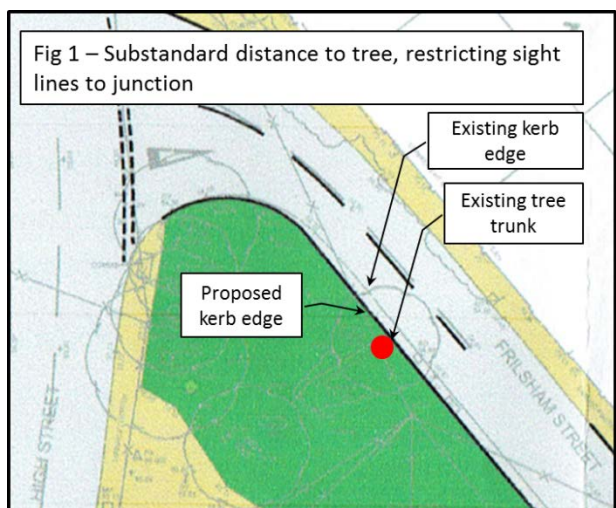 Fig 1 – Substandard distance to tree, restricting sight
lines to junction
Existing kerb
edge
Existing tree
trunk
Proposed
kerb edge
HIGH STREET
FRILSHAM STREET